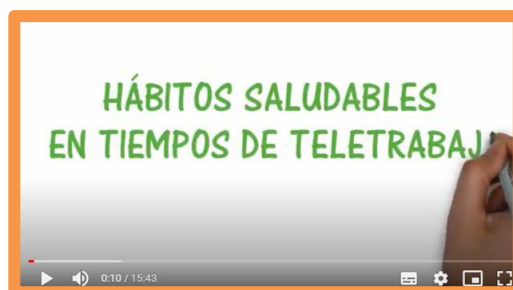 HÁBITOS SALUDABLES
EN TIEMPOS DE TELETRABAJ
0:10 / 15:43